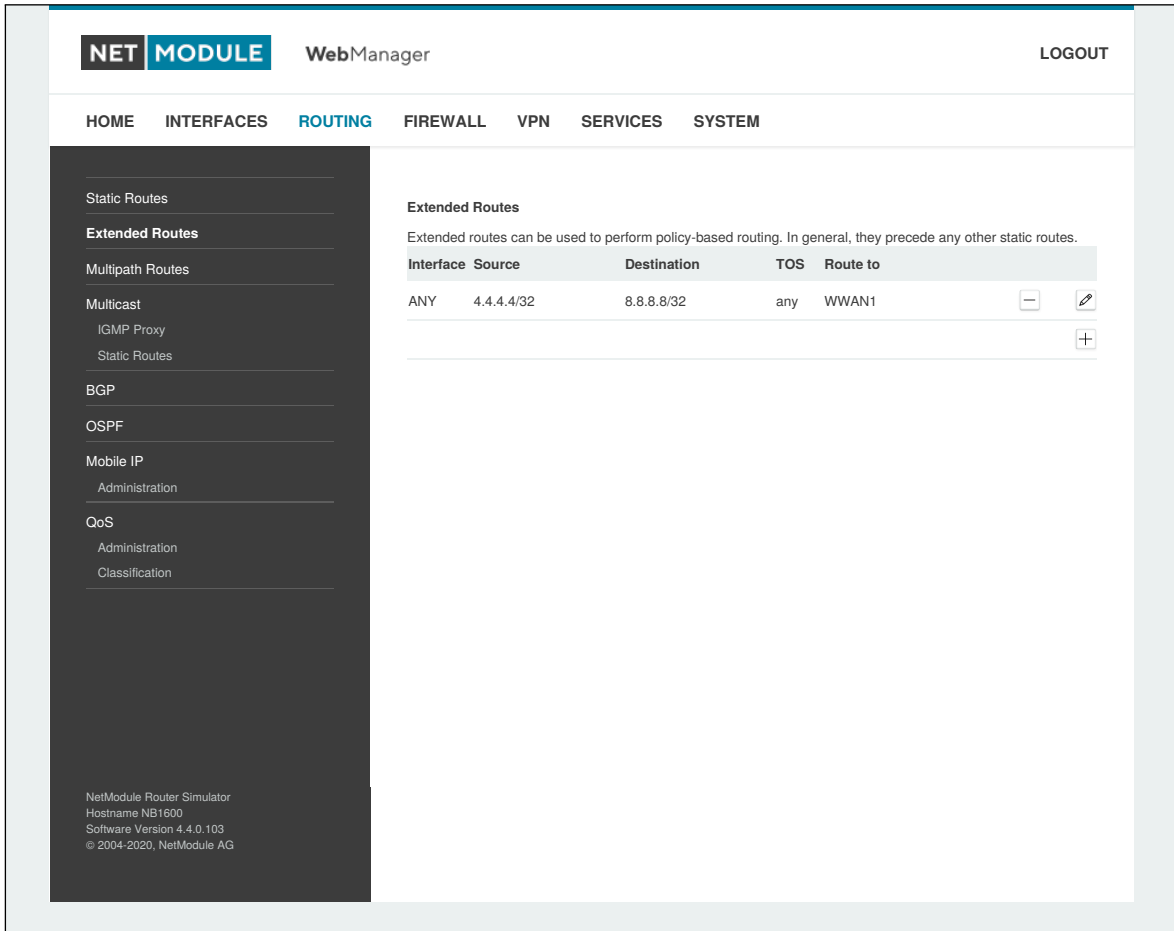 NET MODULE WebManager LOGOUT
HOME INTERFACES ROUTING FIREWALL VPN SERVICES SYSTEM
Static Routes
Extended Routes
Multipath Routes
Multicast
IGMP Proxy
Static Routes
BGP
OSPF
Mobile IP
Administration
QoS
Administration
Classification
NetModule Router Simulator
Hostname NB1600
Software Version 4.4.0.103
© 2004-2020, NetModule AG
Extended Routes
Extended routes can be used to perform policy-based routing. In general, they precede any other static routes.
Interface Source Destination TOS Route to
ANY 4.4.4.4/32 8.8.8.8/32 any WWAN1